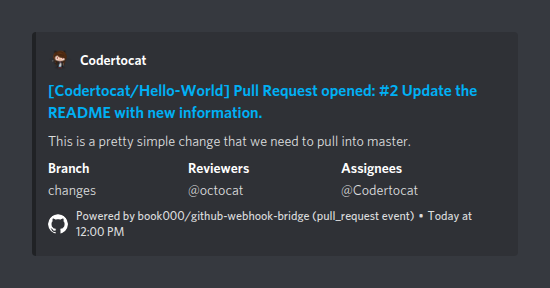 Codertocat
[Codertocat/Hello-World] Pull Request opened: #2 Update the
README with new information.
This is a pretty simple change that we need to pull into master.
Branch Reviewers Assignees
changes @octocat @Codertocat
Powered by book000/github-webhook-bridge (pull_request event) • Today at
12:00 PM